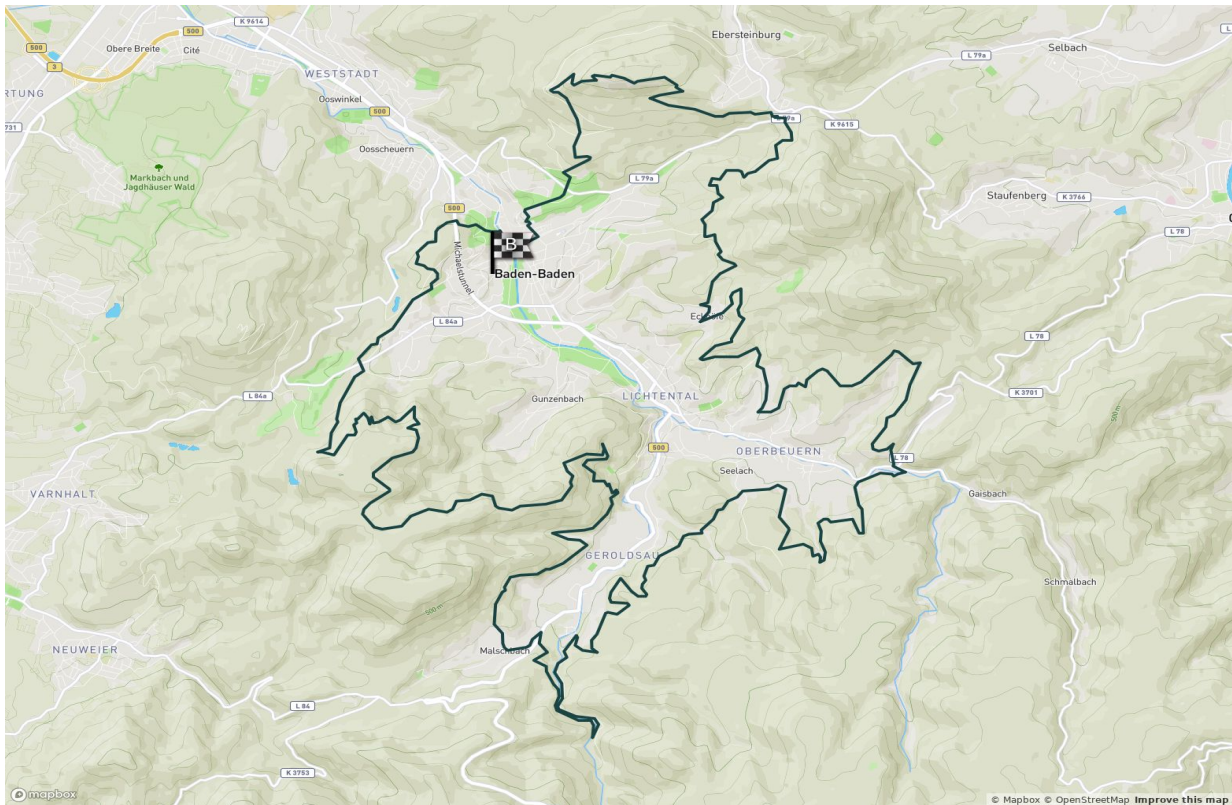 K 9614
Ebersteinburg
500
500
Obere Breite
Cité
Selbach
L 79a
3
WESTSTADT
Ooswinkel
500
L 79a
K 9615
731
Oosscheuern
Markbach und
Jagdhäuser Wald
L 79a
Staufenberg
K 3766
500
L 78
Michaelstunnel
B
Baden-Baden
L 84a
L 78
L 84a
K 3701
500 m
LICHTENTAL
Gunzenbach
500
OBERBEUERN
L 78
Seelach
Gaisbach
VARNHALT
GEROLDSAU
Schmalbach
500 m
NEUWEIER
Malschbach
L 84
K 3753
mapbox
© Mapbox © OpenStreetMap Improve this map